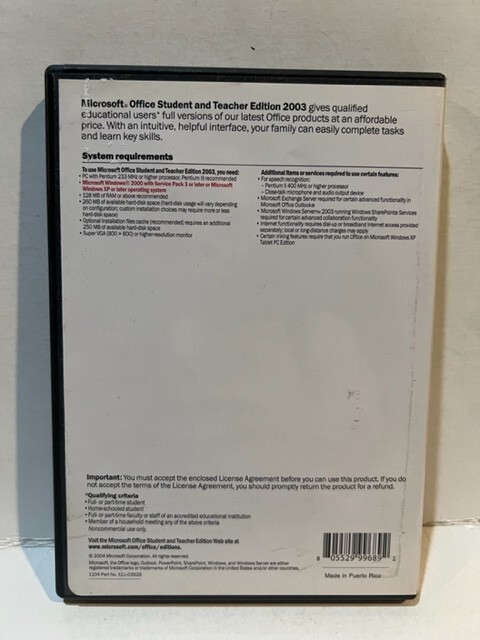 Microsoft® Office Student and Teacher Edition 2003 gives qualified
educational users* full versions of our latest Office products at an affordable
price. With an intuitive, helpful interface, your family can easily complete tasks
and learn key skills.
System requirements
To use Microsoft Office Student and Teacher Edition 2003, you need:
• PC with Pentium 233 MHz or higher processor, Pentium III recommended
• Microsoft Windows® 2000 with Service Pack 3 or later or Microsoft
Windows XP or later operating system
• 128 MB of RAM or above recommended
• 260 MB of available hard-disk space (hard-disk usage will vary depending
on configuration; custom installation choices may require more or less
hard-disk space)
• Optional installation files cache (recommended) requires an additional
250 MB of available hard-disk space
• Super VGA (800 × 600) or higher-resolution monitor
Additional items or services required to use certain features:
• For speech recognition:
– Pentium II 400 MHz or higher processor
– Close-talk microphone and audio output device
• Microsoft Exchange Server required for certain advanced functionality in
Microsoft Office Outlook
• Microsoft Windows Server™ 2003 running Windows SharePoint® Services
required for certain advanced collaboration functionality
• Internet functionality requires dial-up or broadband Internet access provided
separately; local or long-distance charges may apply
• Certain inking features require that you run Office on Microsoft Windows XP
Tablet PC Edition
Important: You must accept the enclosed License Agreement before you can use this product. If you do
not accept the terms of the License Agreement, you should promptly return the product for a refund.
*Qualifying criteria
• Full- or part-time student
• Home-schooled student
• Full- or part-time faculty or staff of an accredited educational institution
• Member of a household meeting any of the above criteria
Noncommercial use only.
Visit the Microsoft Office Student and Teacher Edition Web site at
www.microsoft.com/office/editions.
© 2004 Microsoft Corporation. All rights reserved.
Microsoft, the Office logo, Outlook, PowerPoint, SharePoint, Windows, and Windows Server are either
registered trademarks or trademarks of Microsoft Corporation in the United States and/or other countries.
1104 Part No.
8 05529 99689 2
Made in Puerto Rico